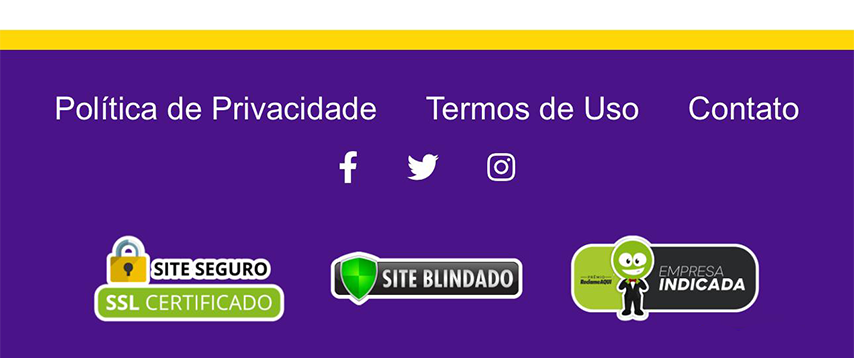 Política de Privacidade Termos de Uso Contato
SITE SEGURO
SSL CERTIFICADO
SITE BLINDADO
PRÊMIO
ReclameAQUI
EMPRESA
INDICADA